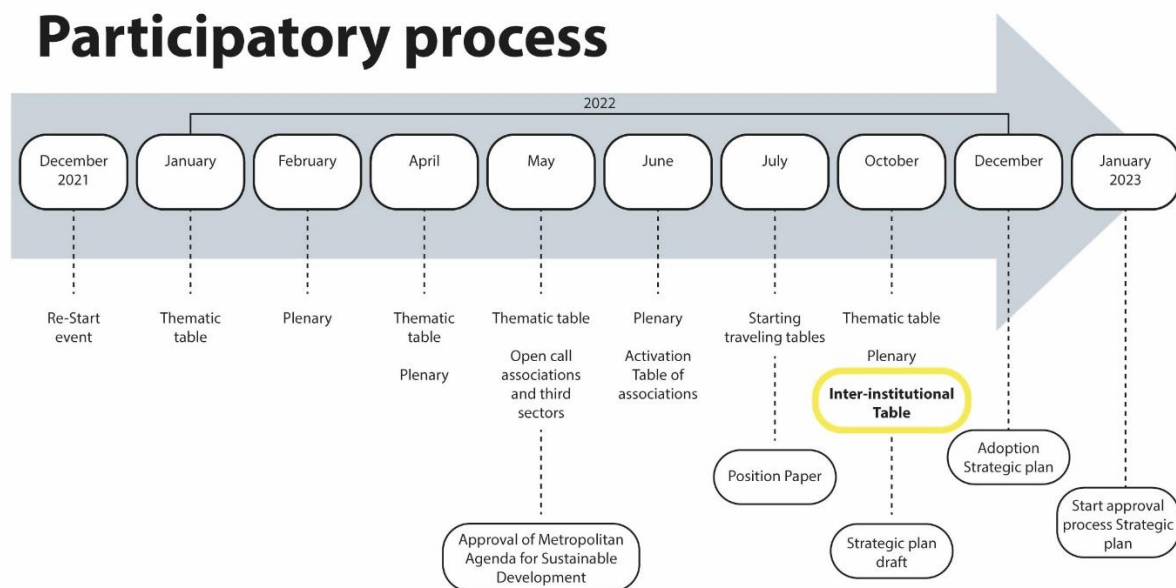 Participatory process
2022
December
2021
January
February
April
May
June
July
October
December
January
2023
Re-Start
event
Thematic
table
Plenary
Thematic
table
Plenary
Thematic table
Open call
associations
and third
sectors
Approval of Metropolitan
Agenda for Sustainable
Development
Plenary
Activation
Table of
associations
Starting
traveling tables
Position Paper
Thematic table
Plenary
Inter-institutional
Table
Strategic plan
draft
Adoption
Strategic plan
Start approval
process Strategic
plan